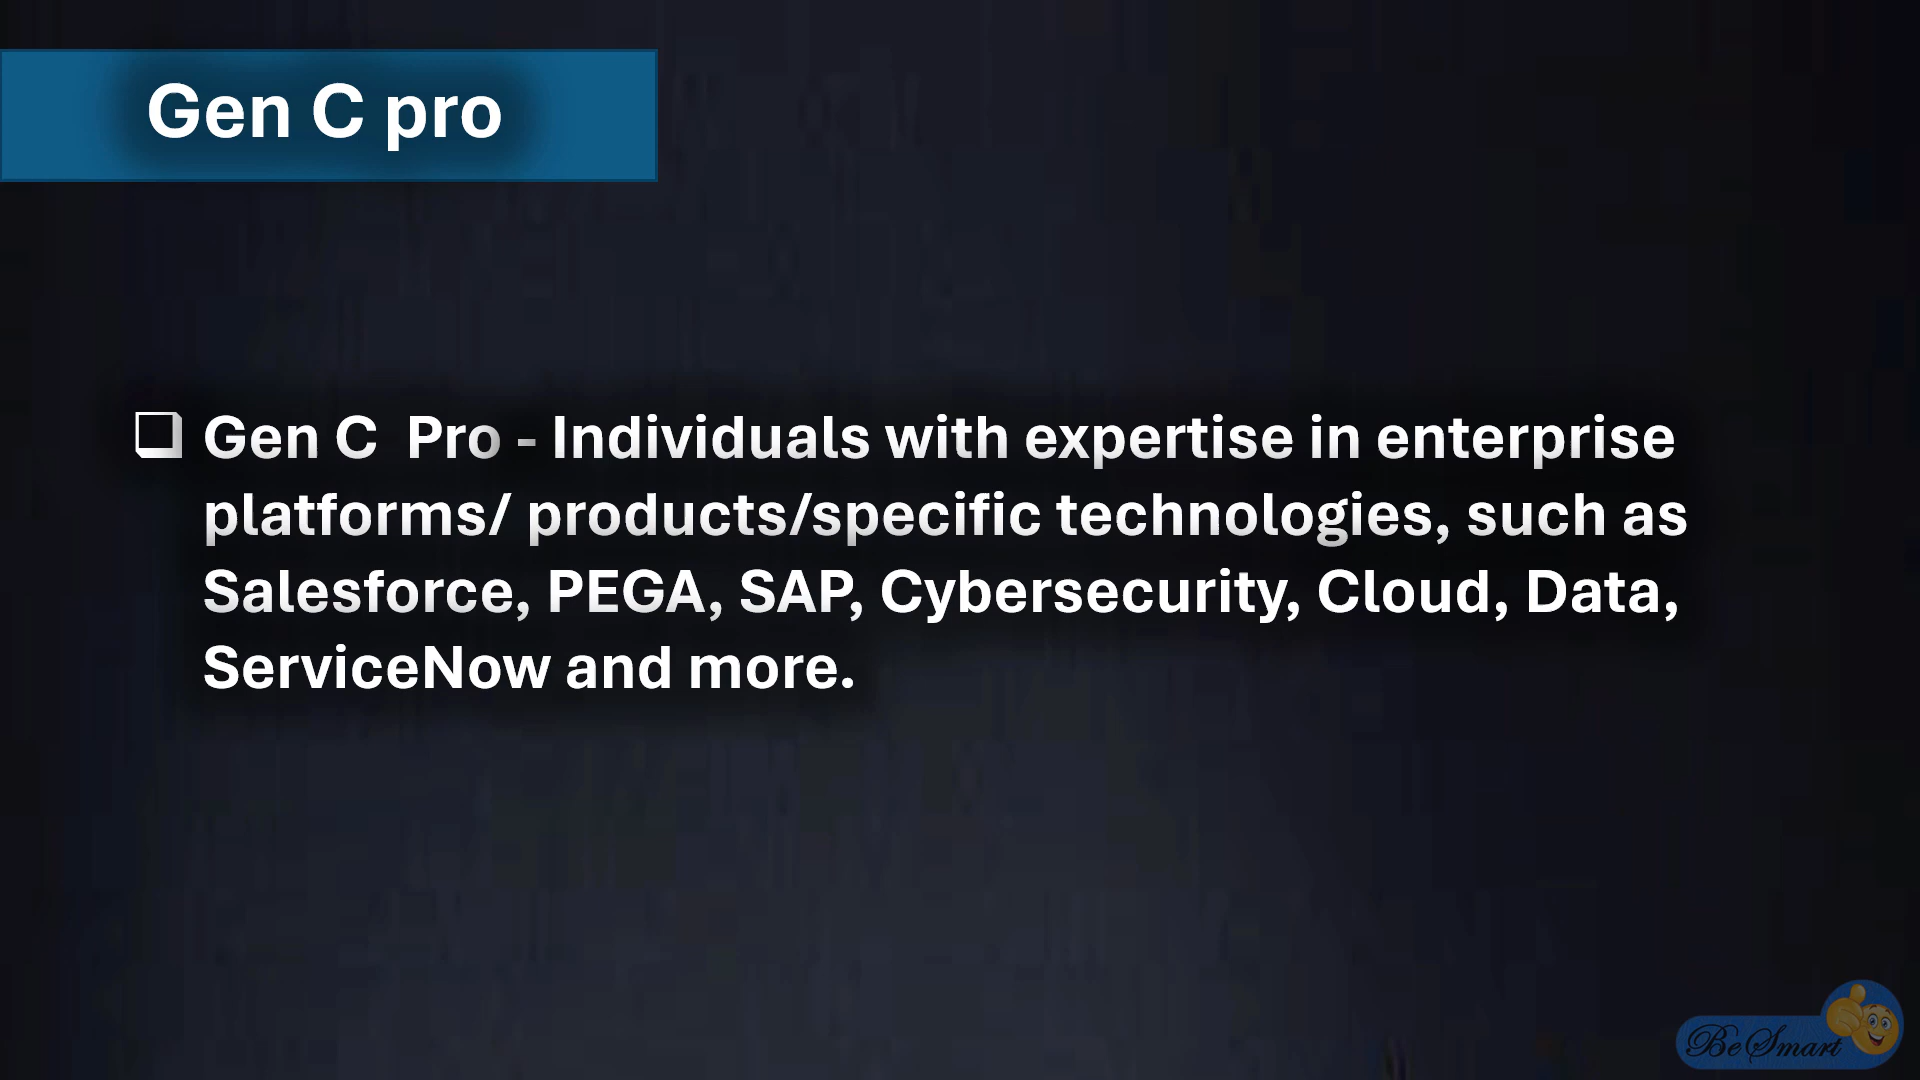 Gen C pro
❑ Gen C  Pro - Individuals with expertise in enterprise
platforms/ products/specific technologies, such as
Salesforce, PEGA, SAP, Cybersecurity, Cloud, Data,
ServiceNow and more.
BeSmart